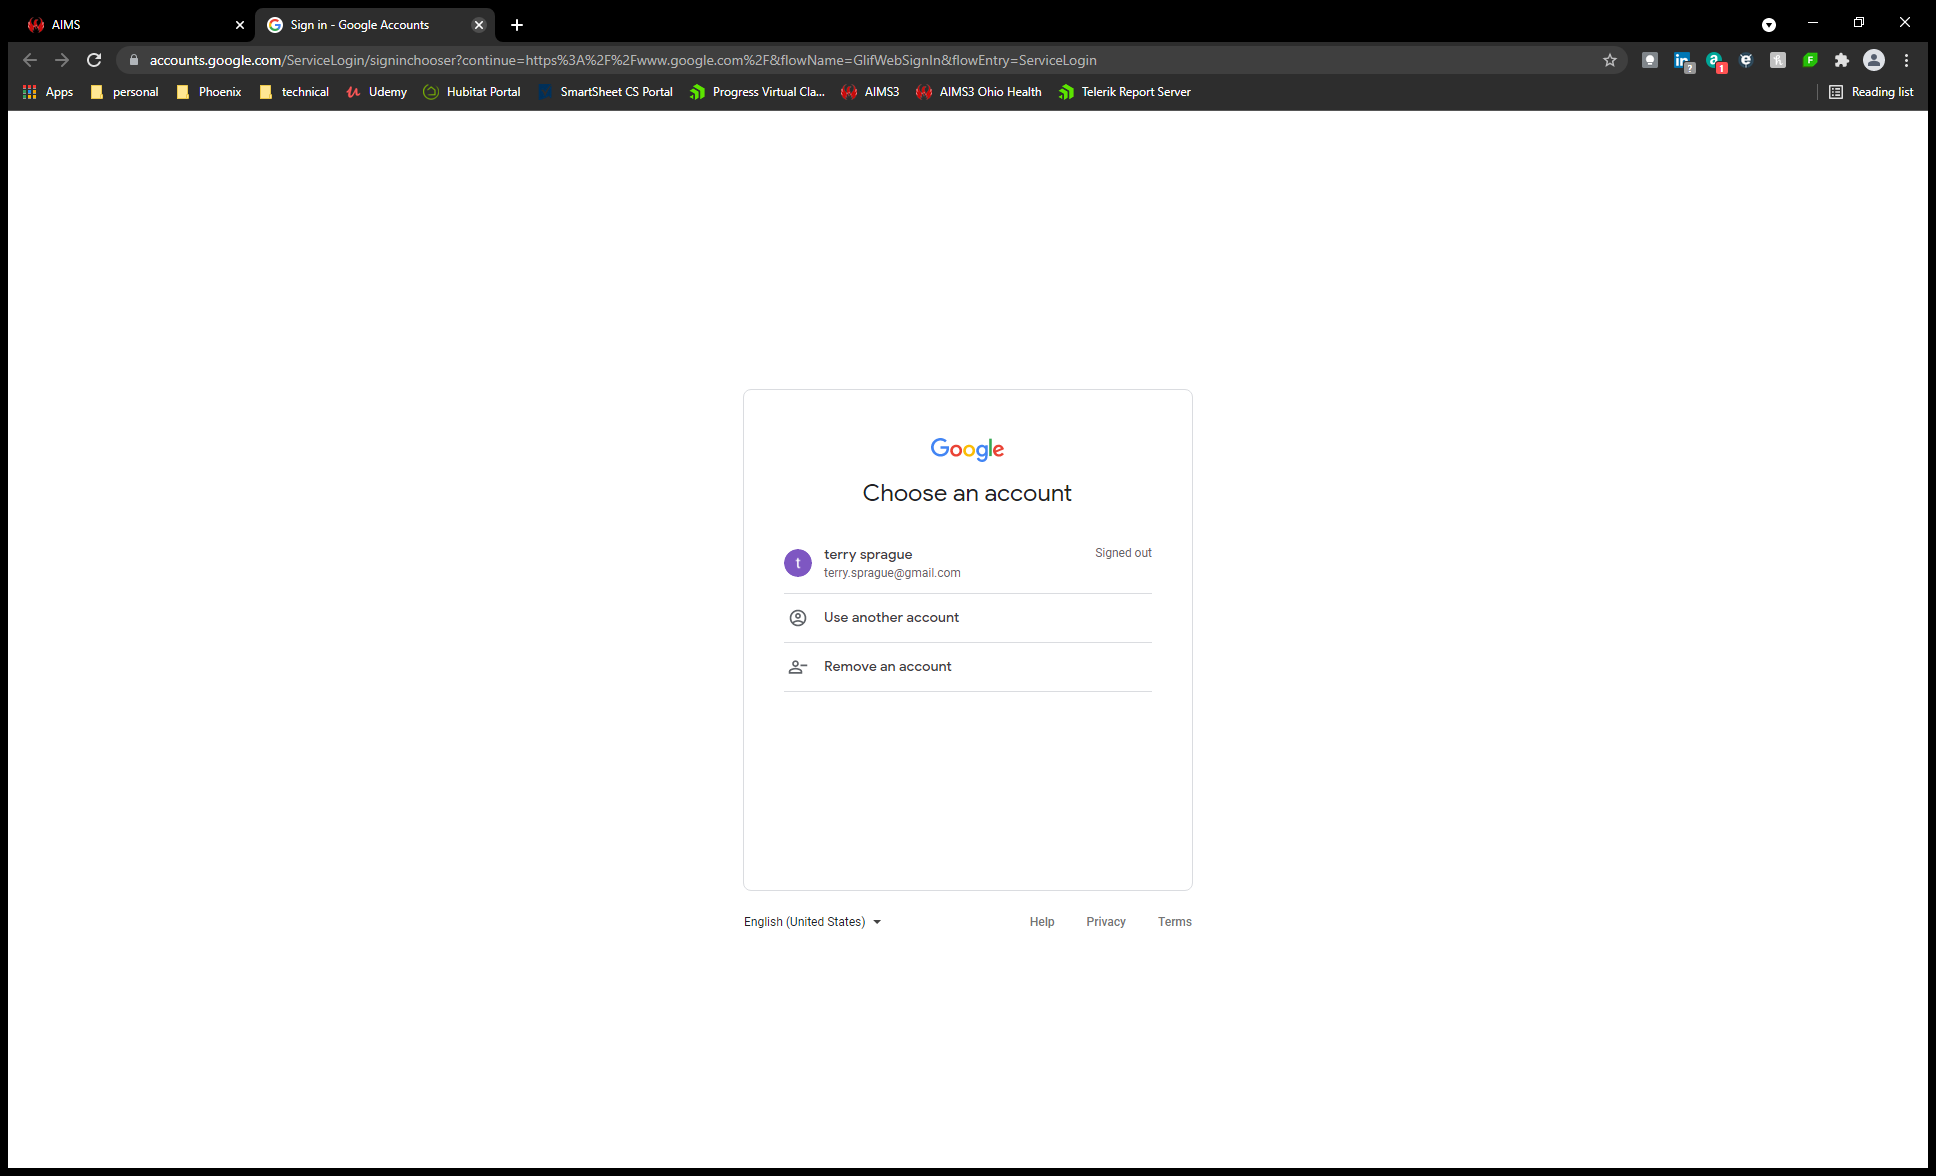 AIMS
Sign in - Google Accounts
accounts.google.com/ServiceLogin/signinchooser?continue=https%3A%2F%2Fwww.google.com%2F&flowName=GlifWebSignIn&flowEntry=ServiceLogin
Apps personal Phoenix technical Udemy Hubitat Portal SmartSheet CS Portal Progress Virtual Cla... AIMS3 AIMS3 Ohio Health Telerik Report Server Reading list
Google
Choose an account
t
terry sprague
Signed out
terry.sprague@gmail.com
Use another account
Remove an account
English (United States)
Help Privacy Terms